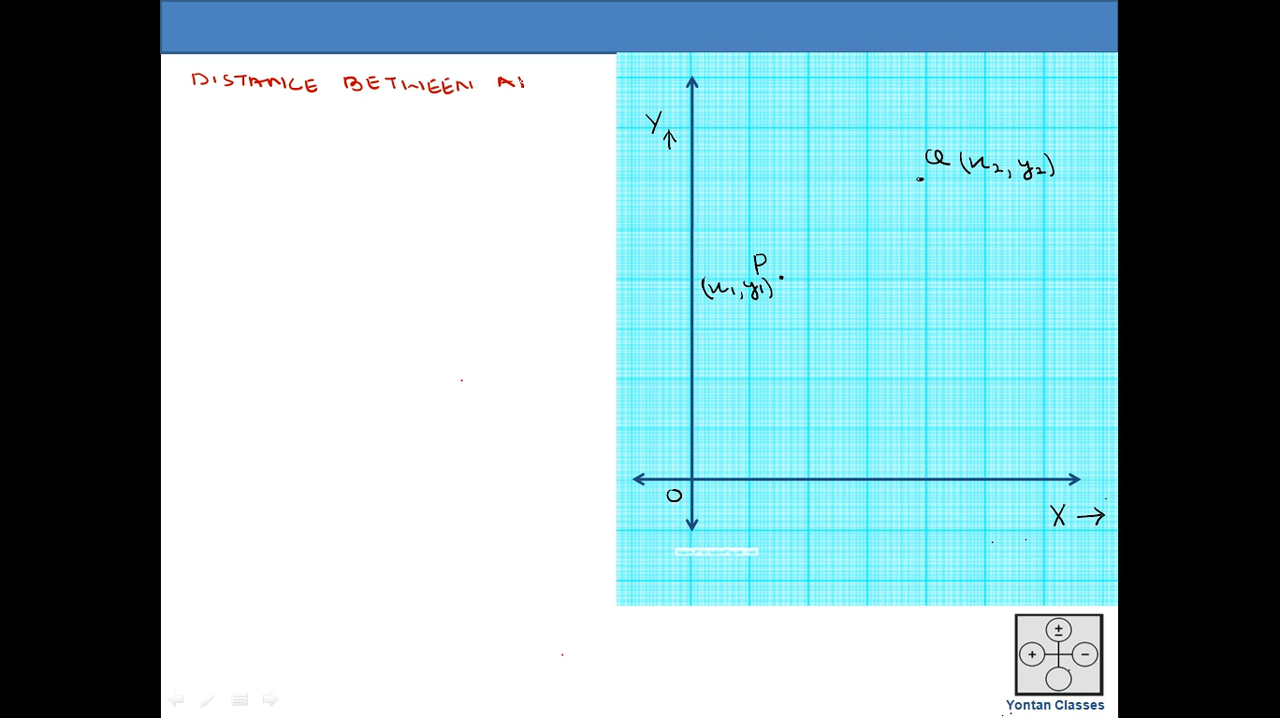 DISTANCE BETWEEN A
Y
Q (x₂, y₂)
P
(x₁, y₁)
O
X →
+
±
−
Yontan Classes